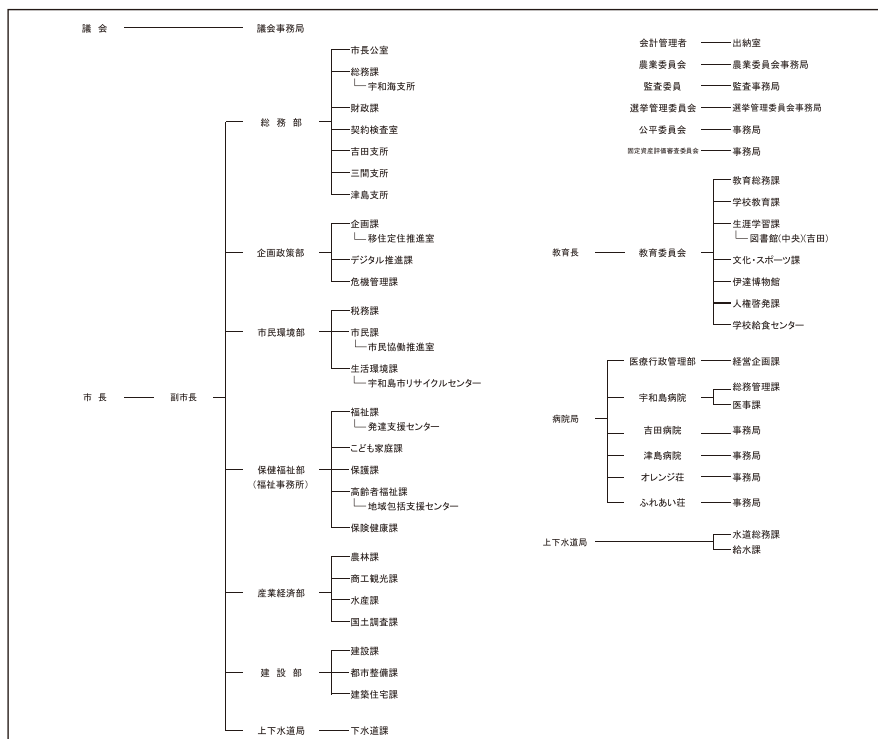 議 会 議会事務局
市 長
副市長
総 務 部
市長公室
総務課
宇和海支所
財政課
契約検査室
吉田支所
三間支所
津島支所
企画政策部
企画課
移住定住推進室
デジタル推進課
危機管理課
市民環境部
税務課
市民課
市民協働推進室
生活環境課
宇和島市リサイクルセンター
保健福祉部
(福祉事務所)
福祉課
発達支援センター
こども家庭課
保護課
高齢者福祉課
地域包括支援センター
保険健康課
産業経済部
農林課
商工観光課
水産課
国土調査課
建 設 部
建設課
都市整備課
建築住宅課
上下水道局 下水道課
会計管理者 出納室
農業委員会 農業委員会事務局
監査委員 監査事務局
選挙管理委員会 選挙管理委員会事務局
公平委員会 事務局
固定資産評価審査委員会 事務局
教育長 教育委員会
教育総務課
学校教育課
生涯学習課
図書館(中央)(吉田)
文化・スポーツ課
伊達博物館
人権啓発課
学校給食センター
病院局
医療行政管理部 経営企画課
宇和島病院
総務管理課
医事課
吉田病院 事務局
津島病院 事務局
オレンジ荘 事務局
ふれあい荘 事務局
上下水道局
水道総務課
給水課